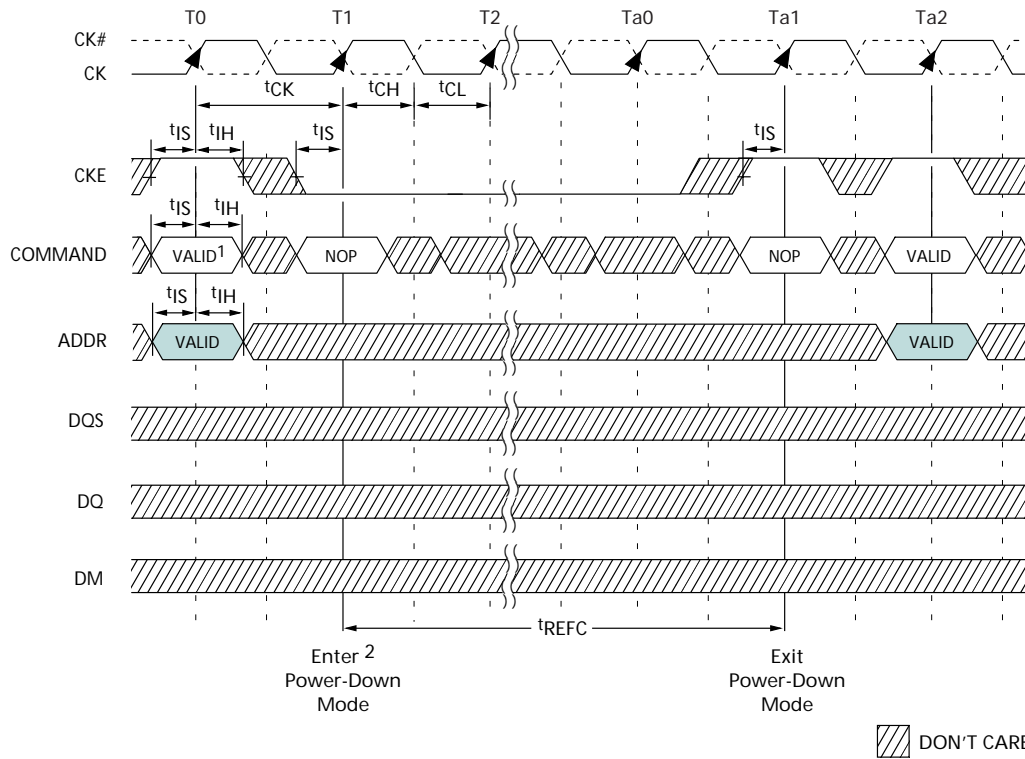 T0 T1 T2 Ta0 Ta1 Ta2
CK#
CK
tCK tCH tCL
tIS tIH tIS tIS
CKE
tIS tIH
COMMAND VALID1 NOP NOP VALID
tIS tIH
ADDR VALID VALID
DQS
DQ
DM
tREFC
Enter 2
Power-Down
Mode
Exit
Power-Down
Mode
DON'T CARE